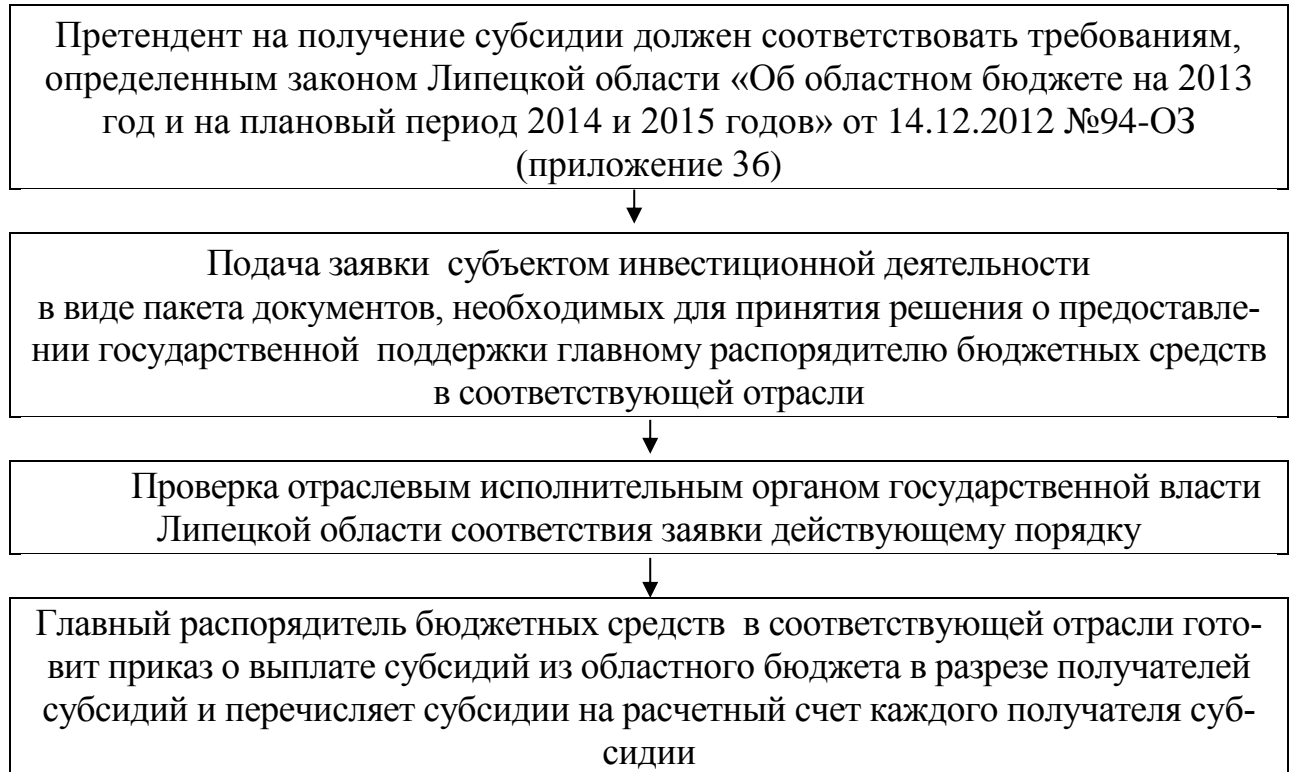 Претендент на получение субсидии должен соответствовать требованиям,
определенным законом Липецкой области «Об областном бюджете на 2013
год и на плановый период 2014 и 2015 годов» от 14.12.2012 №94-ОЗ
(приложение 36)
Подача заявки субъектом инвестиционной деятельности
в виде пакета документов, необходимых для принятия решения о предоставле-
нии государственной поддержки главному распорядителю бюджетных средств
в соответствующей отрасли
Проверка отраслевым исполнительным органом государственной власти
Липецкой области соответствия заявки действующему порядку
Главный распорядитель бюджетных средств в соответствующей отрасли гото-
вит приказ о выплате субсидий из областного бюджета в разрезе получателей
субсидий и перечисляет субсидии на расчетный счет каждого получателя суб-
сидии